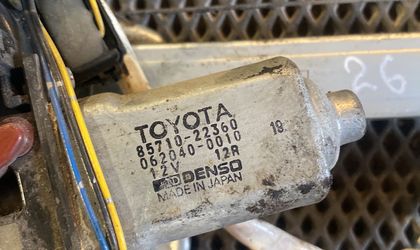 TOYOTA
85710-22360
062040-0010 18
12V 12R
DENSO
MADE IN JAPAN
26